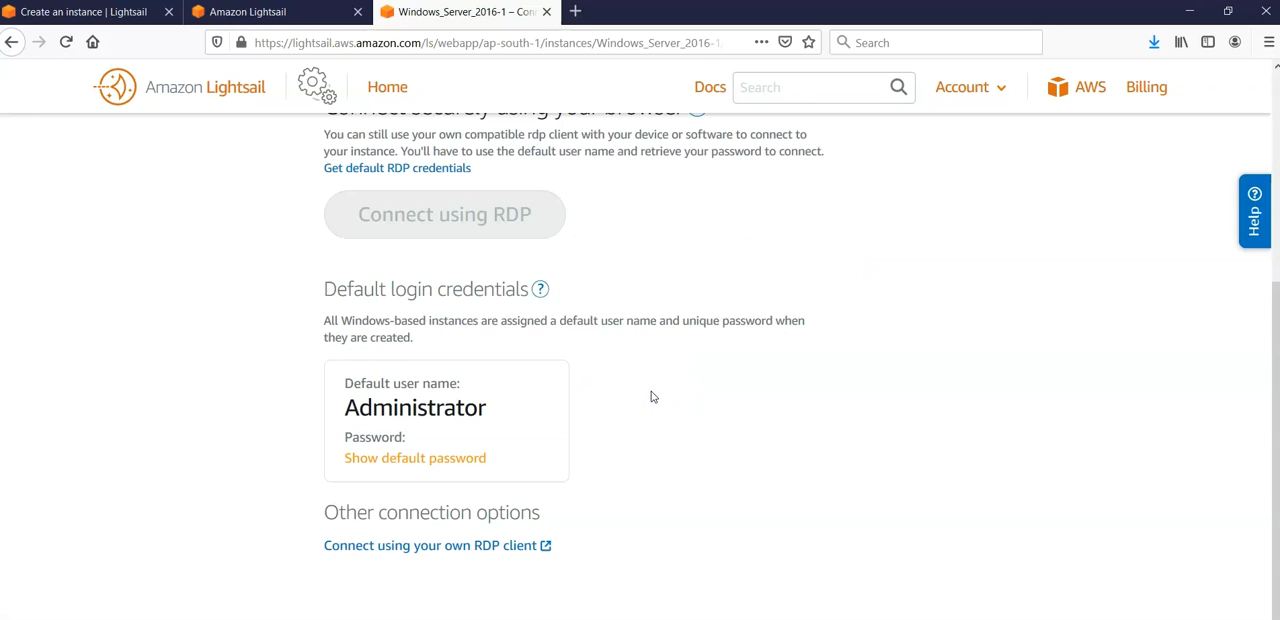 Create an instance | Lightsail
Amazon Lightsail
Windows_Server_2016-1 – Con
https://lightsail.aws.amazon.com/ls/webapp/ap-south-1/instances/Windows_Server_2016-1
Search
Amazon Lightsail
Home
Docs
Search
Account
AWS
Billing
Connect securely using your browser
You can still use your own compatible rdp client with your device or software to connect to
your instance. You'll have to use the default user name and retrieve your password to connect.
Get default RDP credentials
Connect using RDP
Help ?
Default login credentials ?
All Windows-based instances are assigned a default user name and unique password when
they are created.
Default user name:
Administrator
Password:
Show default password
Other connection options
Connect using your own RDP client